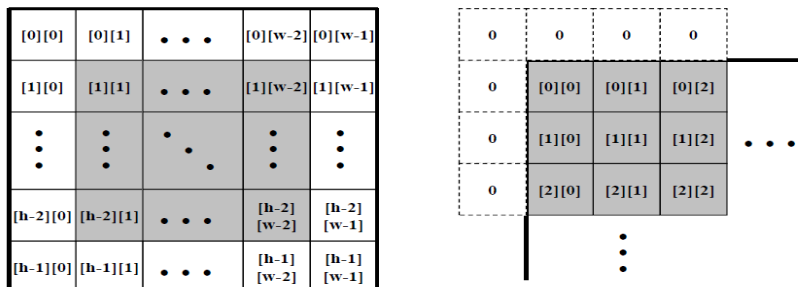 [0][0] [0][1] • • • [0][w-2] [0][w-1]
0 0 0 0
[1][0] [1][1] • • • [1][w-2] [1][w-1]
0 [0][0] [0][1] [0][2]
0 [1][0] [1][1] [1][2] • • •
[h-2][0] [h-2][1] • • • [h-2] [h-2]
[w-2] [w-1]
0 [2][0] [2][1] [2][2]
[h-1][0] [h-1][1] • • • [h-1] [h-1]
[w-2] [w-1]